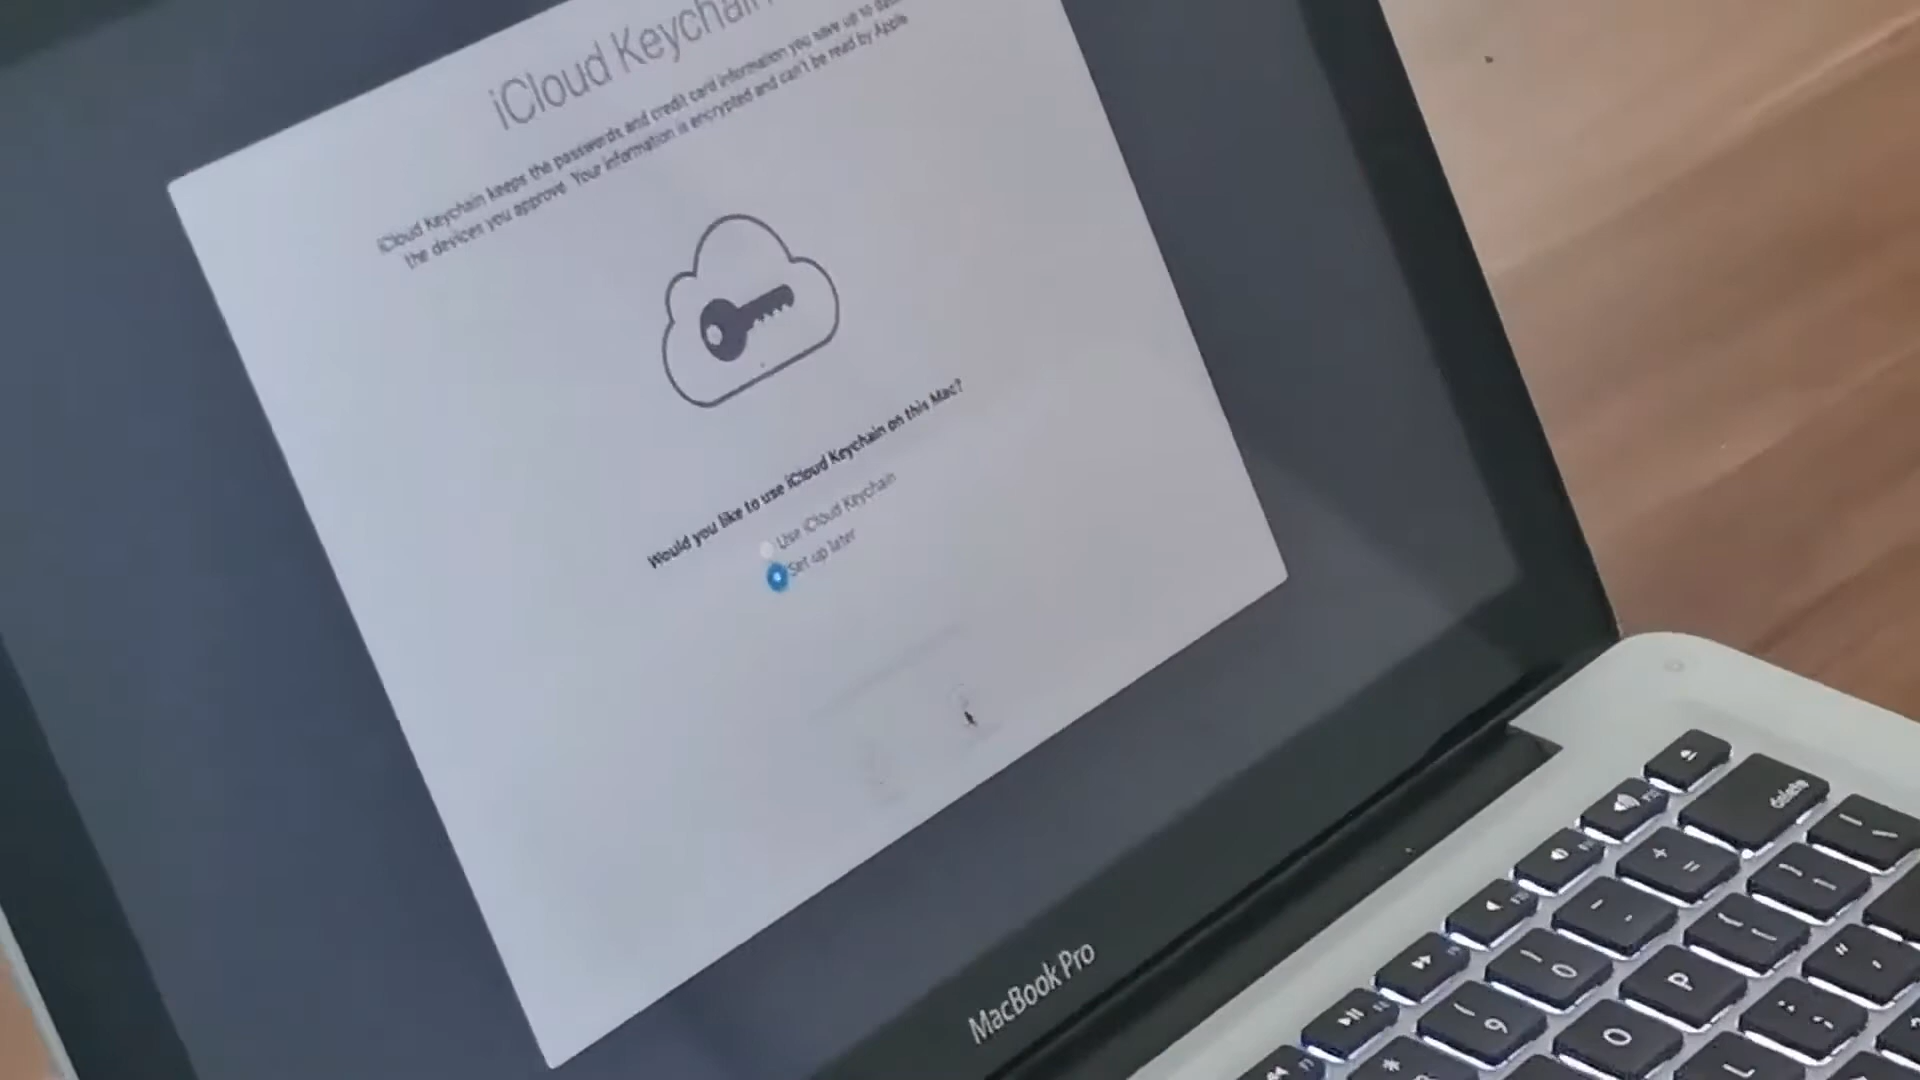 iCloud Keychain
iCloud Keychain keeps the passwords and credit card information you save up to date
the devices you approve. Your information is encrypted and can't be read by Apple
Would you like to use iCloud Keychain on this Mac?
Use iCloud Keychain
Set up later
MacBook Pro
delete
+ =
- -
0
P
9
O
L
*